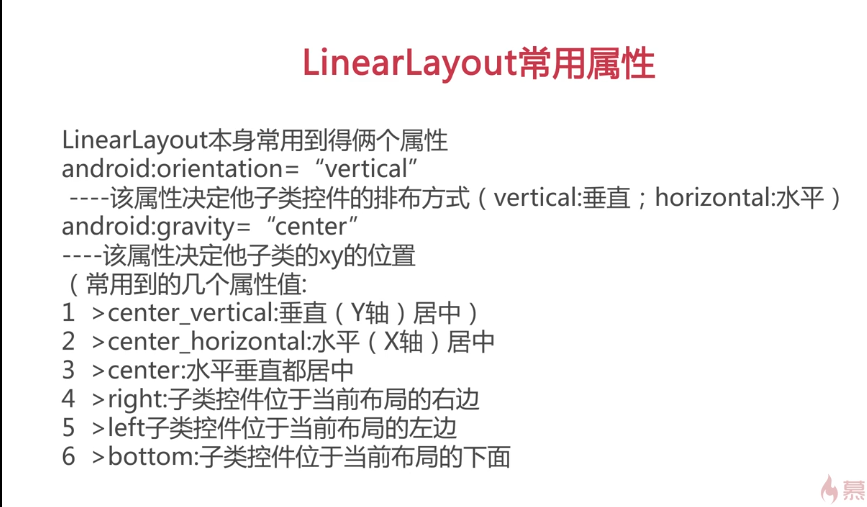 LinearLayout常用属性
LinearLayout本身常用到得俩个属性
android:orientation=“vertical”
----该属性决定他子类控件的排布方式（vertical:垂直；horizontal:水平）
android:gravity=“center”
----该属性决定他子类的xy的位置
（常用到的几个属性值:
1 >center_vertical:垂直（Y轴）居中）
2 >center_horizontal:水平（X轴）居中
3 >center:水平垂直都居中
4 >right:子类控件位于当前布局的右边
5 >left子类控件位于当前布局的左边
6 >bottom:子类控件位于当前布局的下面
慕